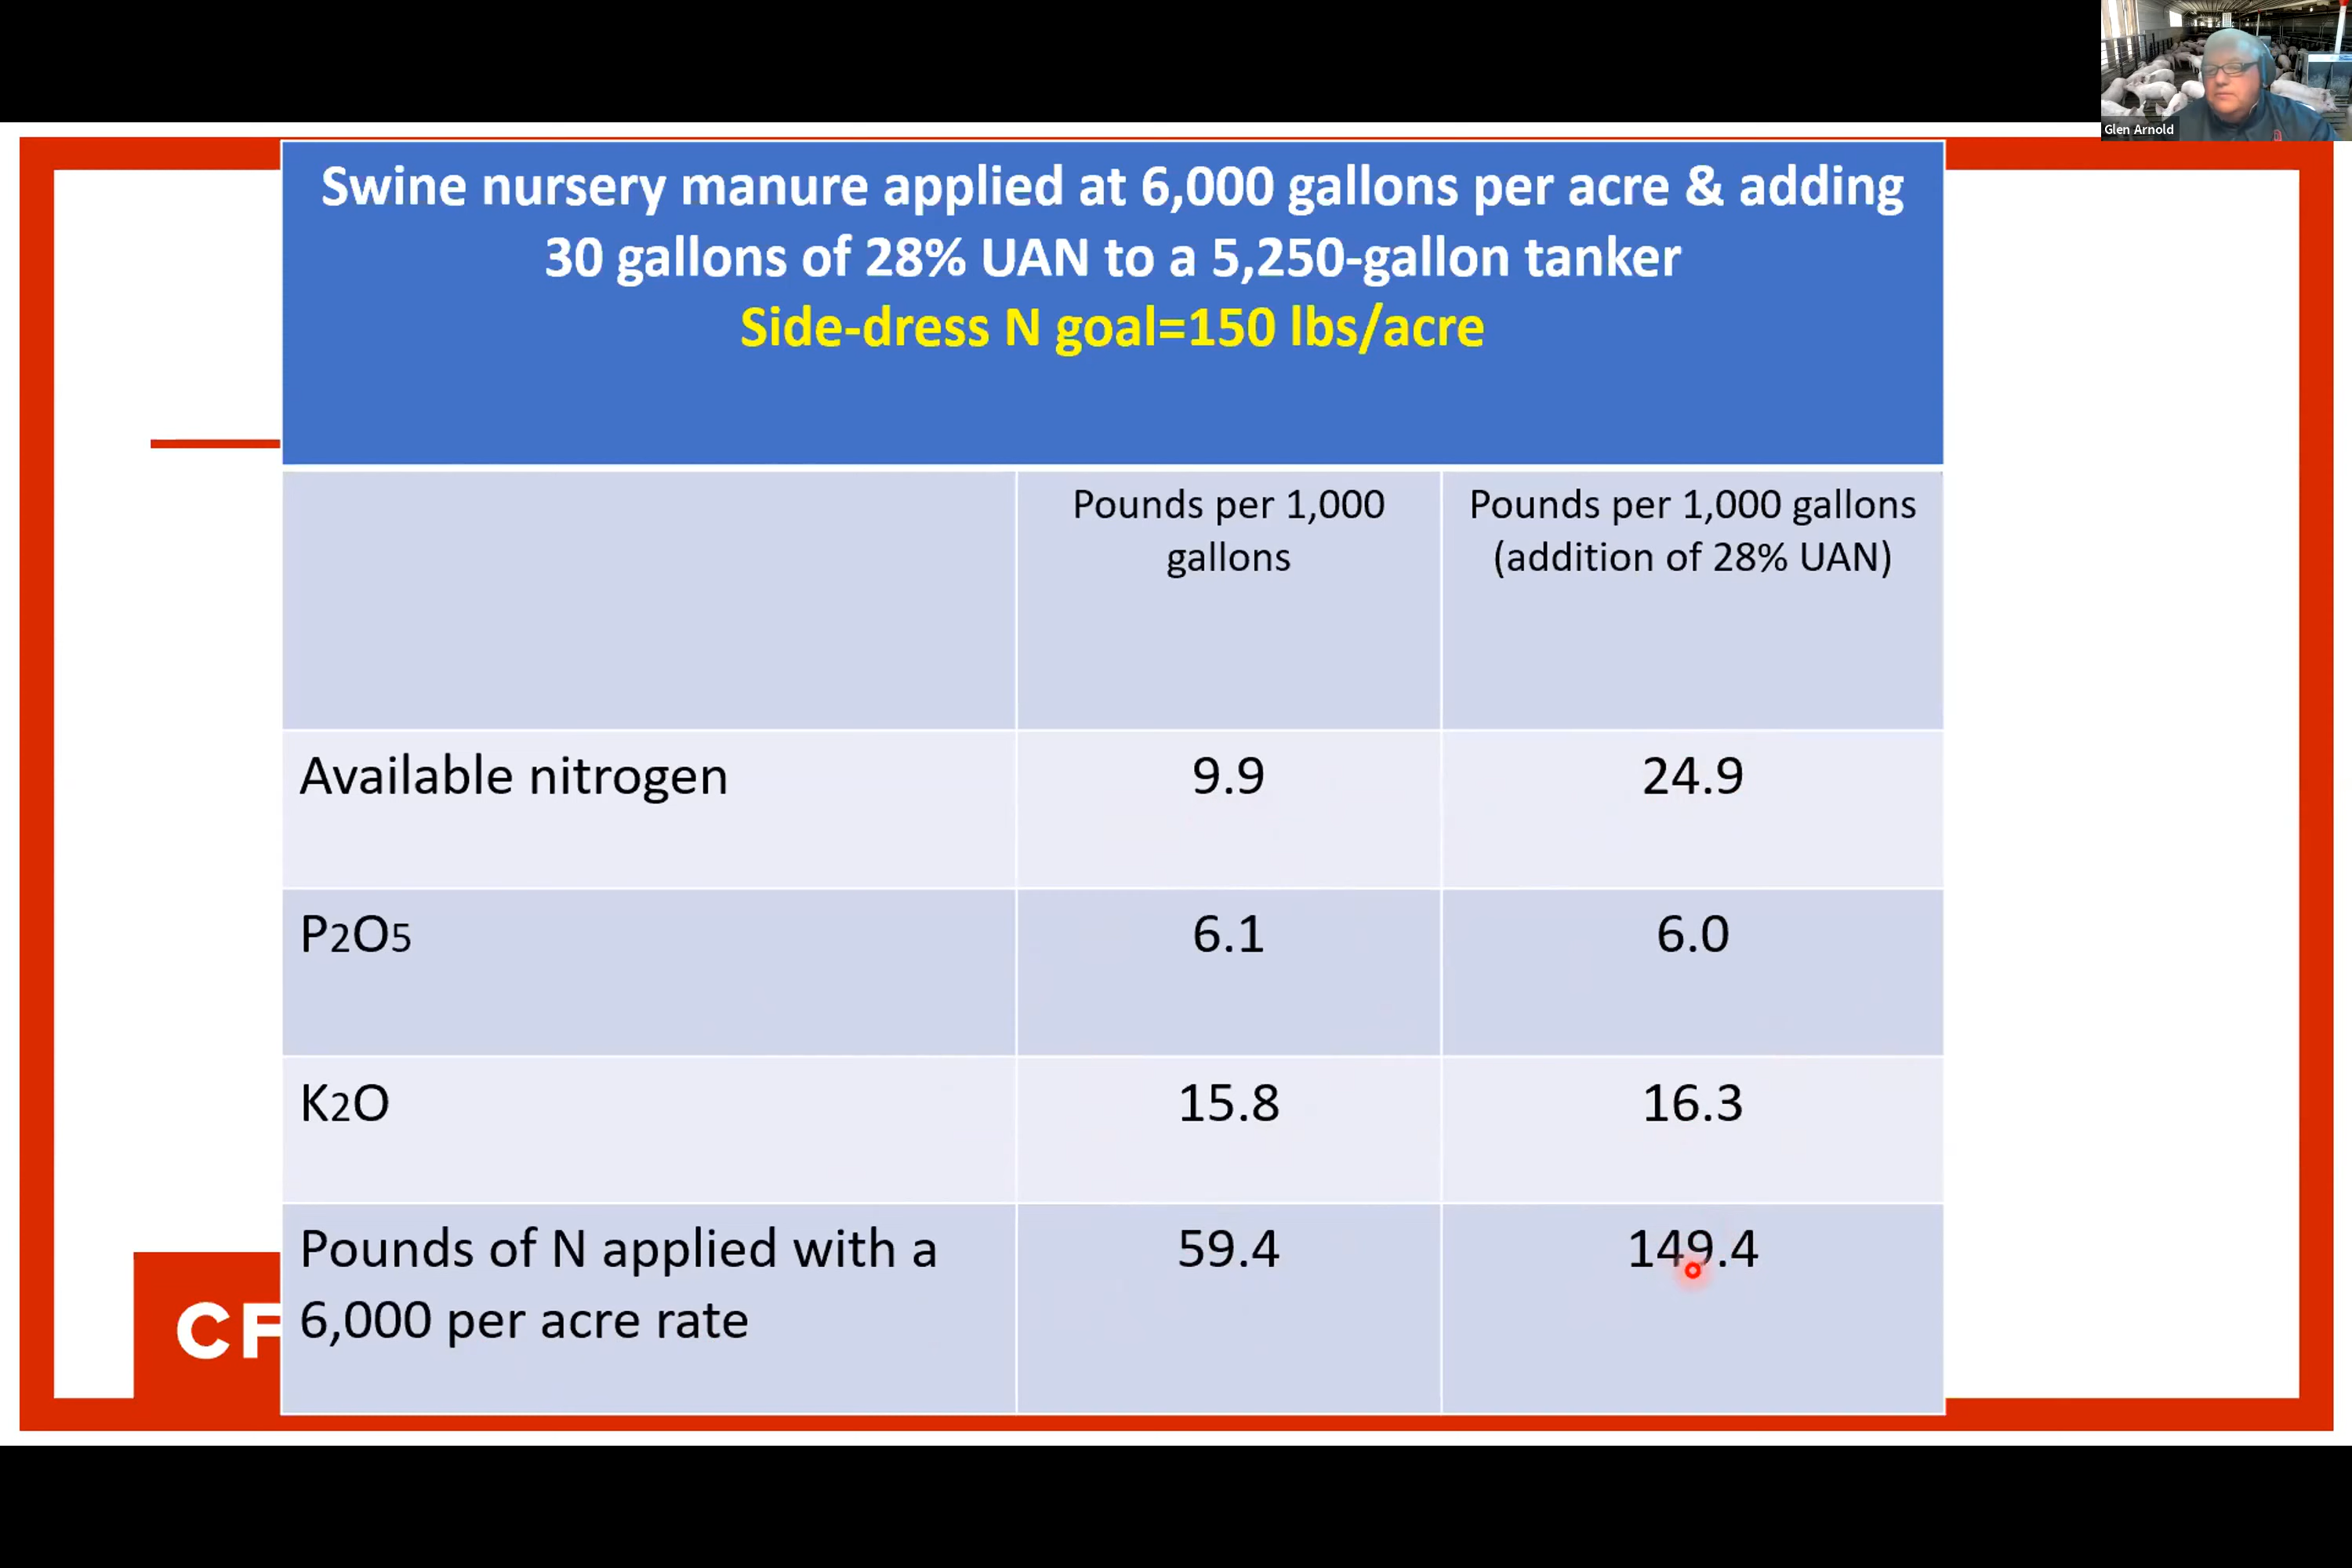 Glen Arnold
Swine nursery manure applied at 6,000 gallons per acre & adding
30 gallons of 28% UAN to a 5,250-gallon tanker
Side-dress N goal=150 lbs/acre
Pounds per 1,000
gallons
Pounds per 1,000 gallons
(addition of 28% UAN)
Available nitrogen
9.9
24.9
P2O5
6.1
6.0
K2O
15.8
16.3
Pounds of N applied with a
6,000 per acre rate
59.4
149.4
CF